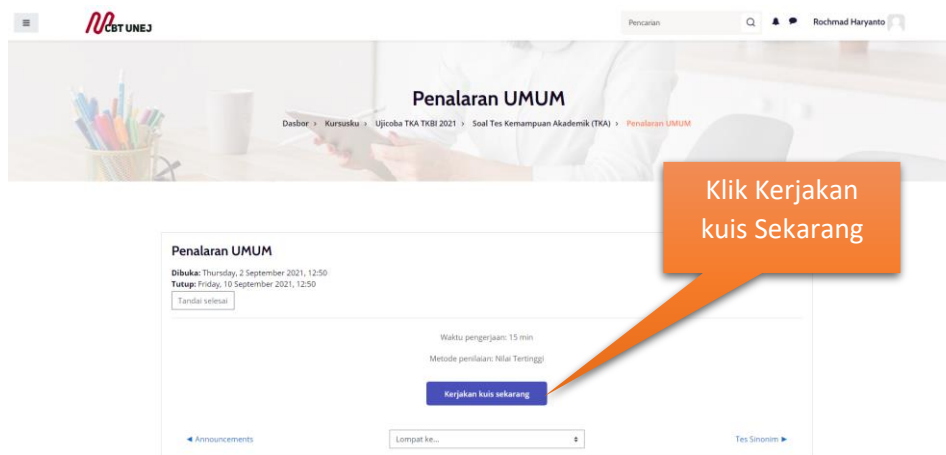 CBT UNEJ
Pencarian
Rochmad Haryanto
Penalaran UMUM
Dasbor › Kursusku › Ujicoba TKA TKBI 2021 › Soal Tes Kemampuan Akademik (TKA) › Penalaran UMUM
Klik Kerjakan
kuis Sekarang
Penalaran UMUM
Dibuka: Thursday, 2 September 2021, 12:50
Tutup: Friday, 10 September 2021, 12:50
Tandai selesai
Waktu pengerjaan: 15 min
Metode penilaian: Nilai Tertinggi
Kerjakan kuis sekarang
◄ Announcements
Lompat ke...
Tes Sinonim ►